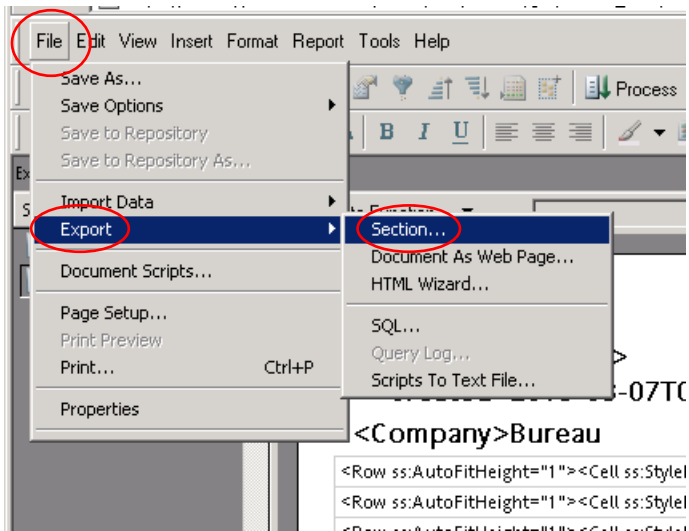 File Edit View Insert Format Report Tools Help
Save As...
Save Options
Save to Repository
Save to Repository As...
Import Data
Export
Document Scripts...
Page Setup...
Print Preview
Print... Ctrl+P
Properties
Process
B I U
Section...
Document As Web Page...
HTML Wizard...
SQL...
Query Log...
Scripts To Text File...
>
-07T0
<Company>Bureau
<Row ss:AutoFitHeight="1"><Cell ss:Style
<Row ss:AutoFitHeight="1"><Cell ss:Style